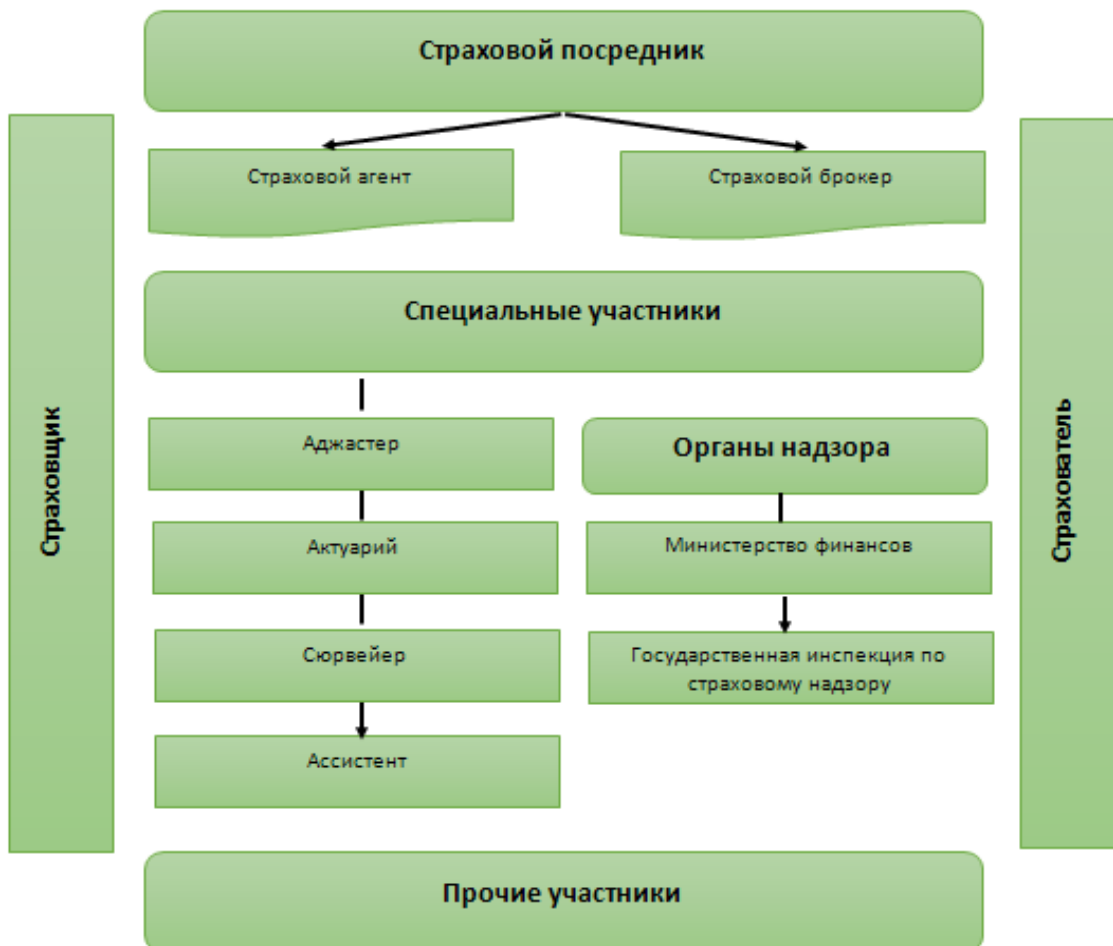 Страховой посредник
Страховой агент
Страховой брокер
Страховщик
Страхователь
Специальные участники
Аджастер
Органы надзора
Актуарий
Министерство финансов
Сюрвейер
Государственная инспекция по
страховому надзору
Ассистент
Прочие участники